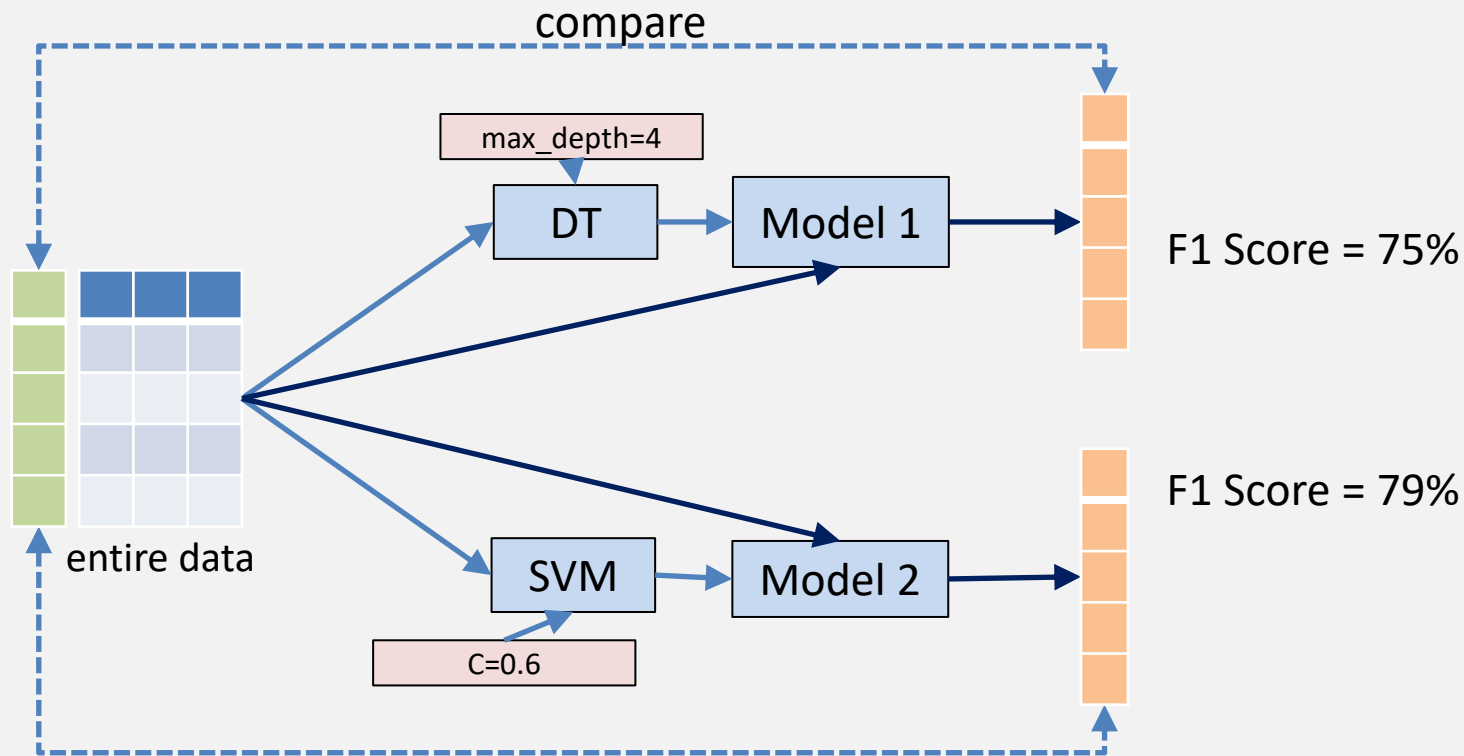 compare
max_depth=4
DT
Model 1
F1 Score = 75%
entire data
F1 Score = 79%
SVM
Model 2
C=0.6